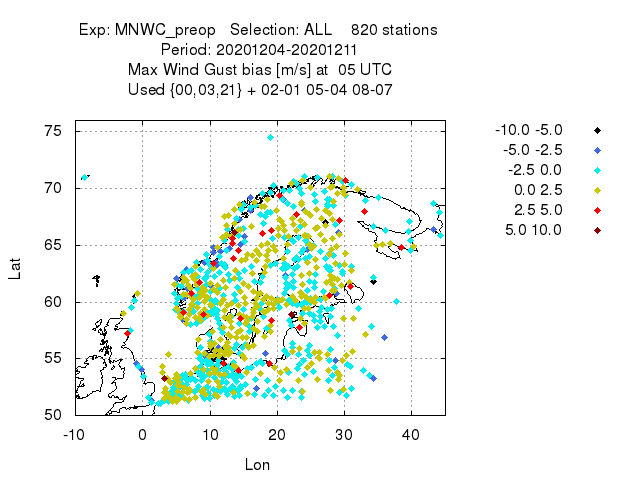 Exp: MNWC_preop   Selection: ALL    820 stations
Period: 20201204-20201211
Max Wind Gust bias [m/s] at  05 UTC
Used {00,03,21} + 02-01 05-04 08-07
75
70
65
60
55
50
-10 0 10 20 30 40
Lat
Lon
-10.0 -5.0
-5.0 -2.5
-2.5 0.0
0.0 2.5
2.5 5.0
5.0 10.0